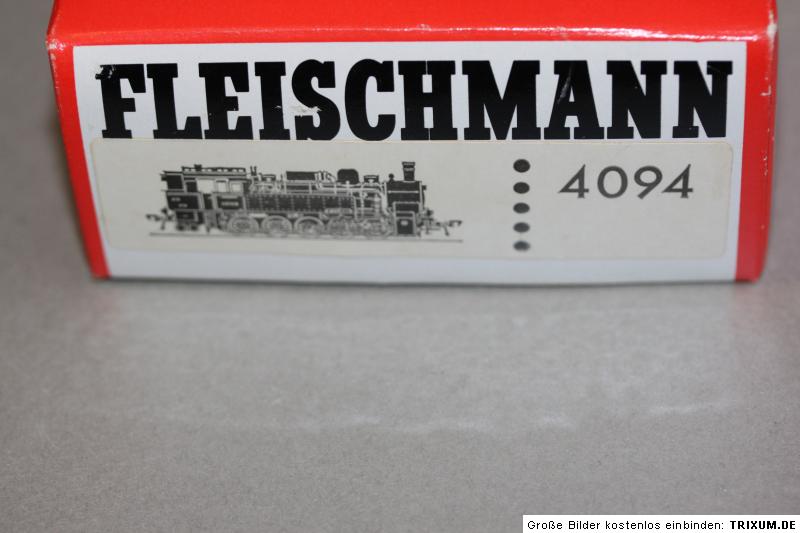 FLEISCHMANN
4094
Große Bilder kostenlos einbinden: TRIXUM.DE